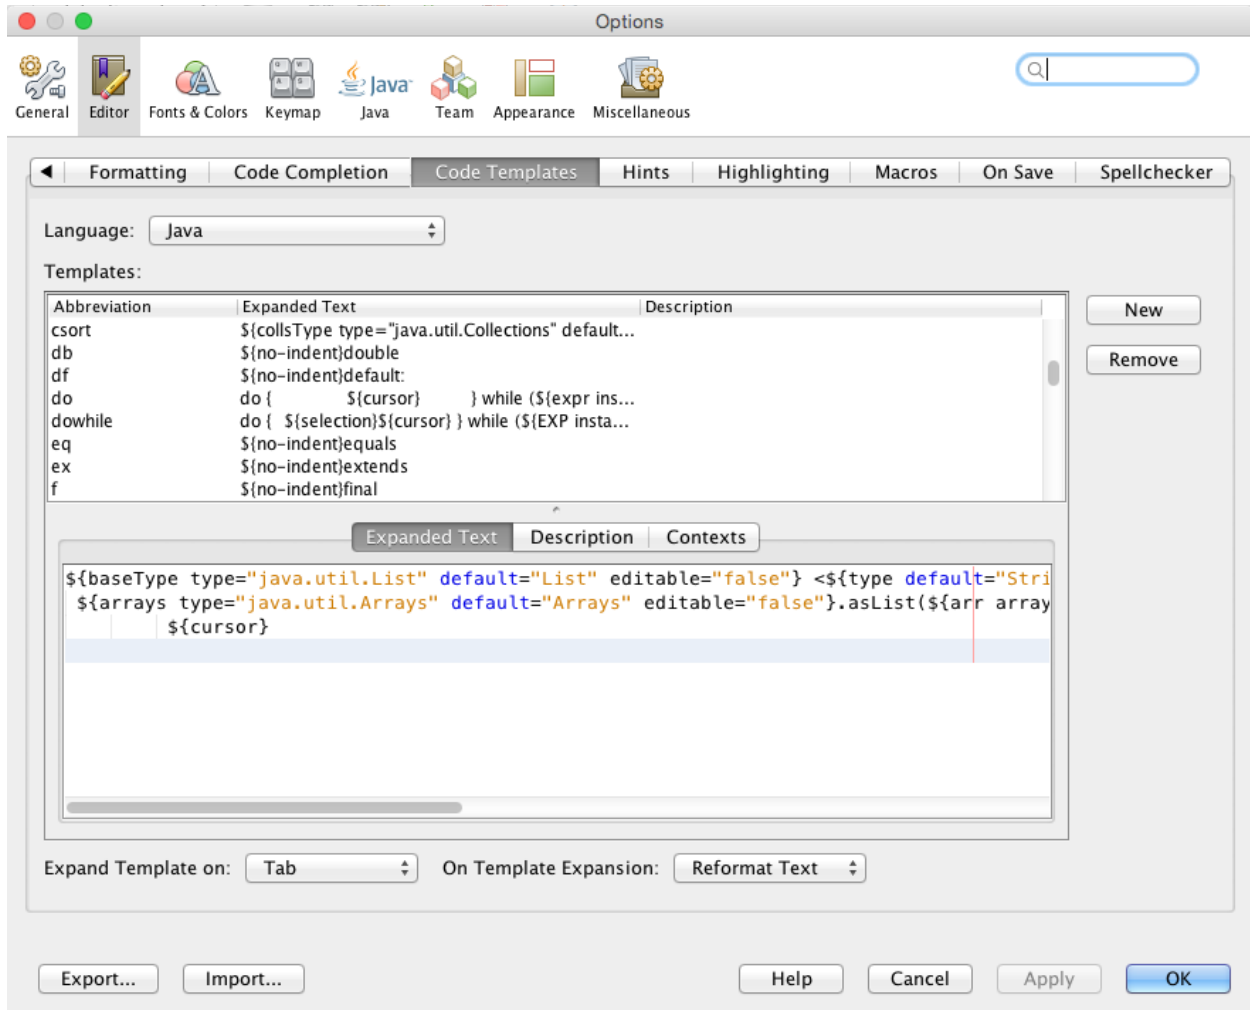 Options
General Editor Fonts & Colors Keymap Java Team Appearance Miscellaneous
Java
Formatting Code Completion Code Templates Hints Highlighting Macros On Save Spellchecker
Language: Java
Templates:
Abbreviation Expanded Text Description
csort ${collsType type="java.util.Collections" default...
db ${no-indent}double
df ${no-indent}default:
do do { ${cursor} } while (${expr ins...
dowhile do { ${selection}${cursor} } while (${EXP insta...
eq ${no-indent}equals
ex ${no-indent}extends
f ${no-indent}final
New
Remove
Expanded Text Description Contexts
${baseType type="java.util.List" default="List" editable="false"} <${type default="Stri
${arrays type="java.util.Arrays" default="Arrays" editable="false"}.asList(${arr array
${cursor}
Expand Template on: Tab On Template Expansion: Reformat Text
Export... Import... Help Cancel Apply OK